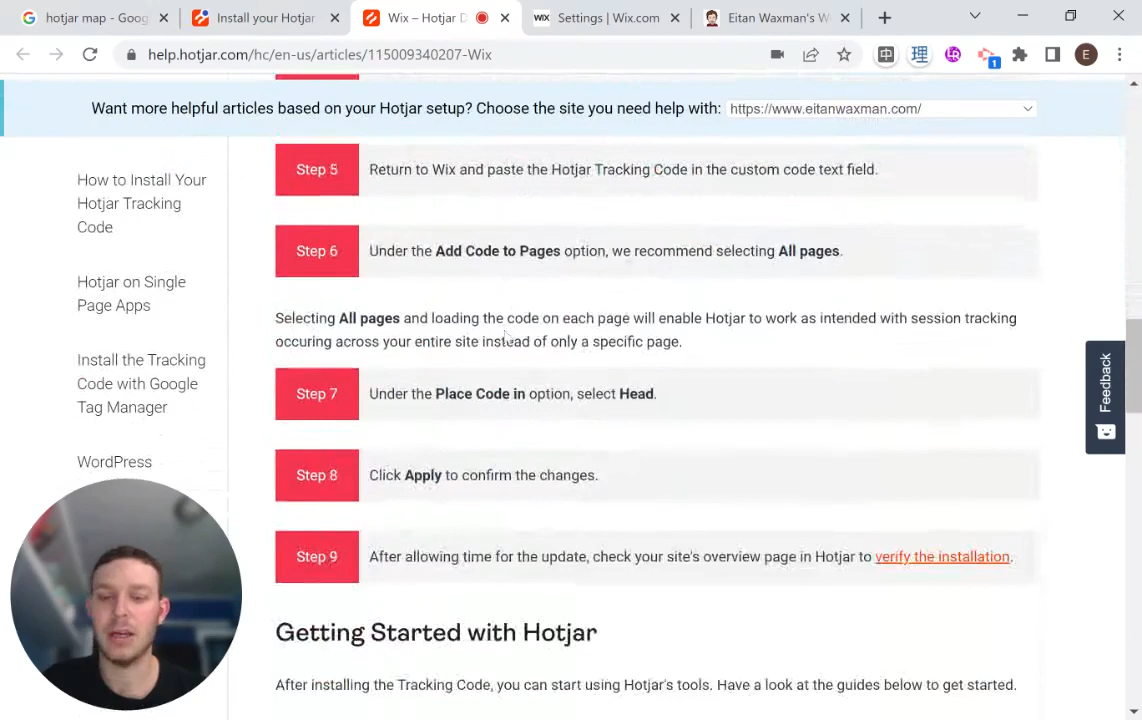 hotjar map - Goog
Install your Hotjar
Wix – Hotjar D
WIX Settings | Wix.com
Eitan Waxman's W
help.hotjar.com/hc/en-us/articles/115009340207-Wix
1
E
Want more helpful articles based on your Hotjar setup? Choose the site you need help with: https://www.eitanwaxman.com/
How to Install Your
Hotjar Tracking
Code
Hotjar on Single
Page Apps
Install the Tracking
Code with Google
Tag Manager
WordPress
Step 5 Return to Wix and paste the Hotjar Tracking Code in the custom code text field.
Step 6 Under the Add Code to Pages option, we recommend selecting All pages.
Selecting All pages and loading the code on each page will enable Hotjar to work as intended with session tracking
occuring across your entire site instead of only a specific page.
Step 7 Under the Place Code in option, select Head.
Step 8 Click Apply to confirm the changes.
Step 9 After allowing time for the update, check your site's overview page in Hotjar to verify the installation.
Getting Started with Hotjar
After installing the Tracking Code, you can start using Hotjar's tools. Have a look at the guides below to get started.
Feedback